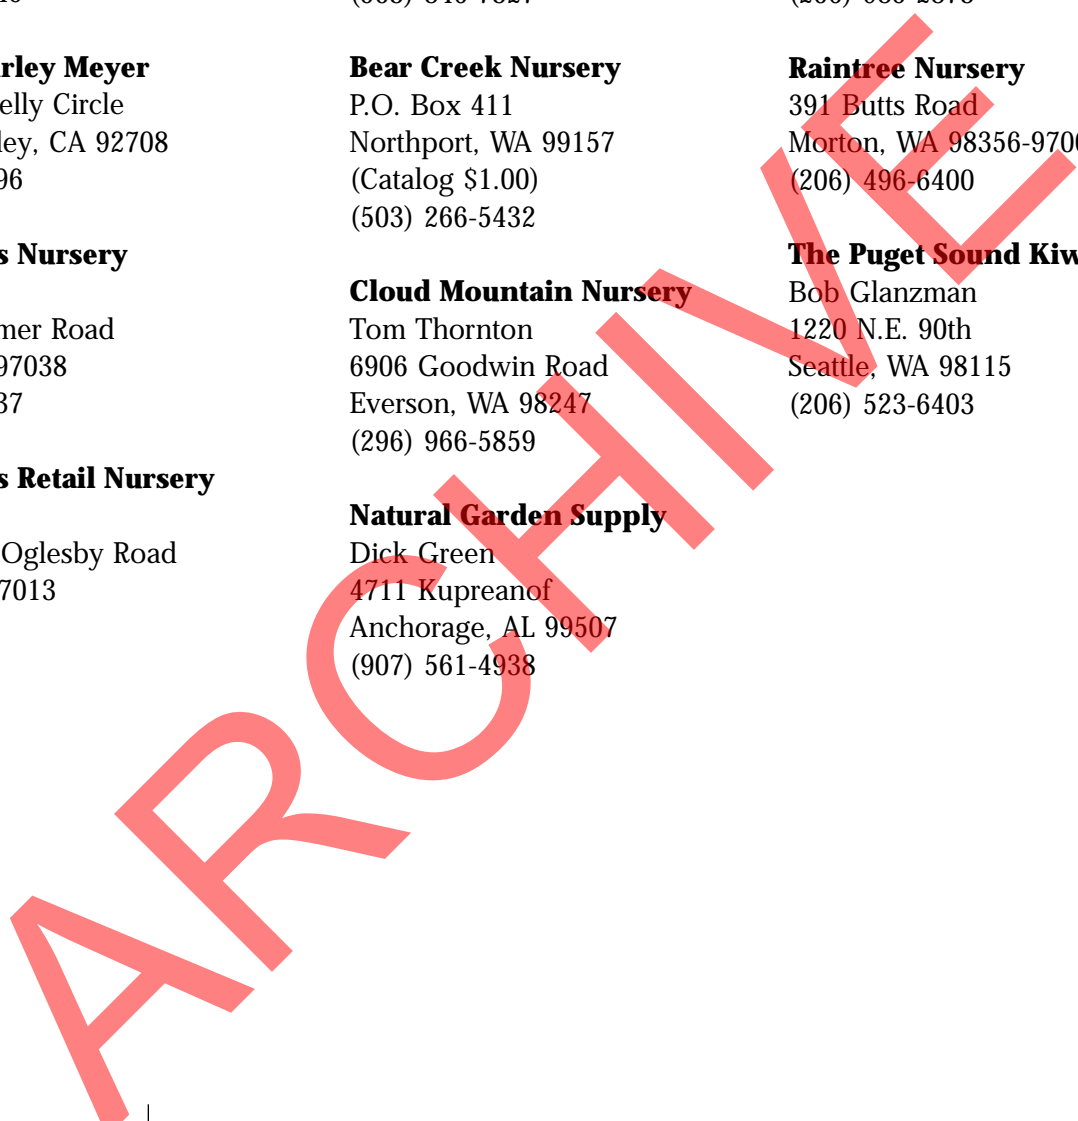 rley Meyer
elly Circle
ley, CA 92708
96
s Nursery
mer Road
97038
37
s Retail Nursery
Oglesby Road
7013
Bear Creek Nursery
P.O. Box 411
Northport, WA 99157
(Catalog $1.00)
(503) 266-5432
Cloud Mountain Nursery
Tom Thornton
6906 Goodwin Road
Everson, WA 98247
(296) 966-5859
Natural Garden Supply
Dick Green
4711 Kupreanof
Anchorage, AL 99507
(907) 561-4938
Raintree Nursery
391 Butts Road
Morton, WA 98356-970
(206) 496-6400
The Puget Sound Kiw
Bob Glanzman
1220 N.E. 90th
Seattle, WA 98115
(206) 523-6403
ARCHIVE